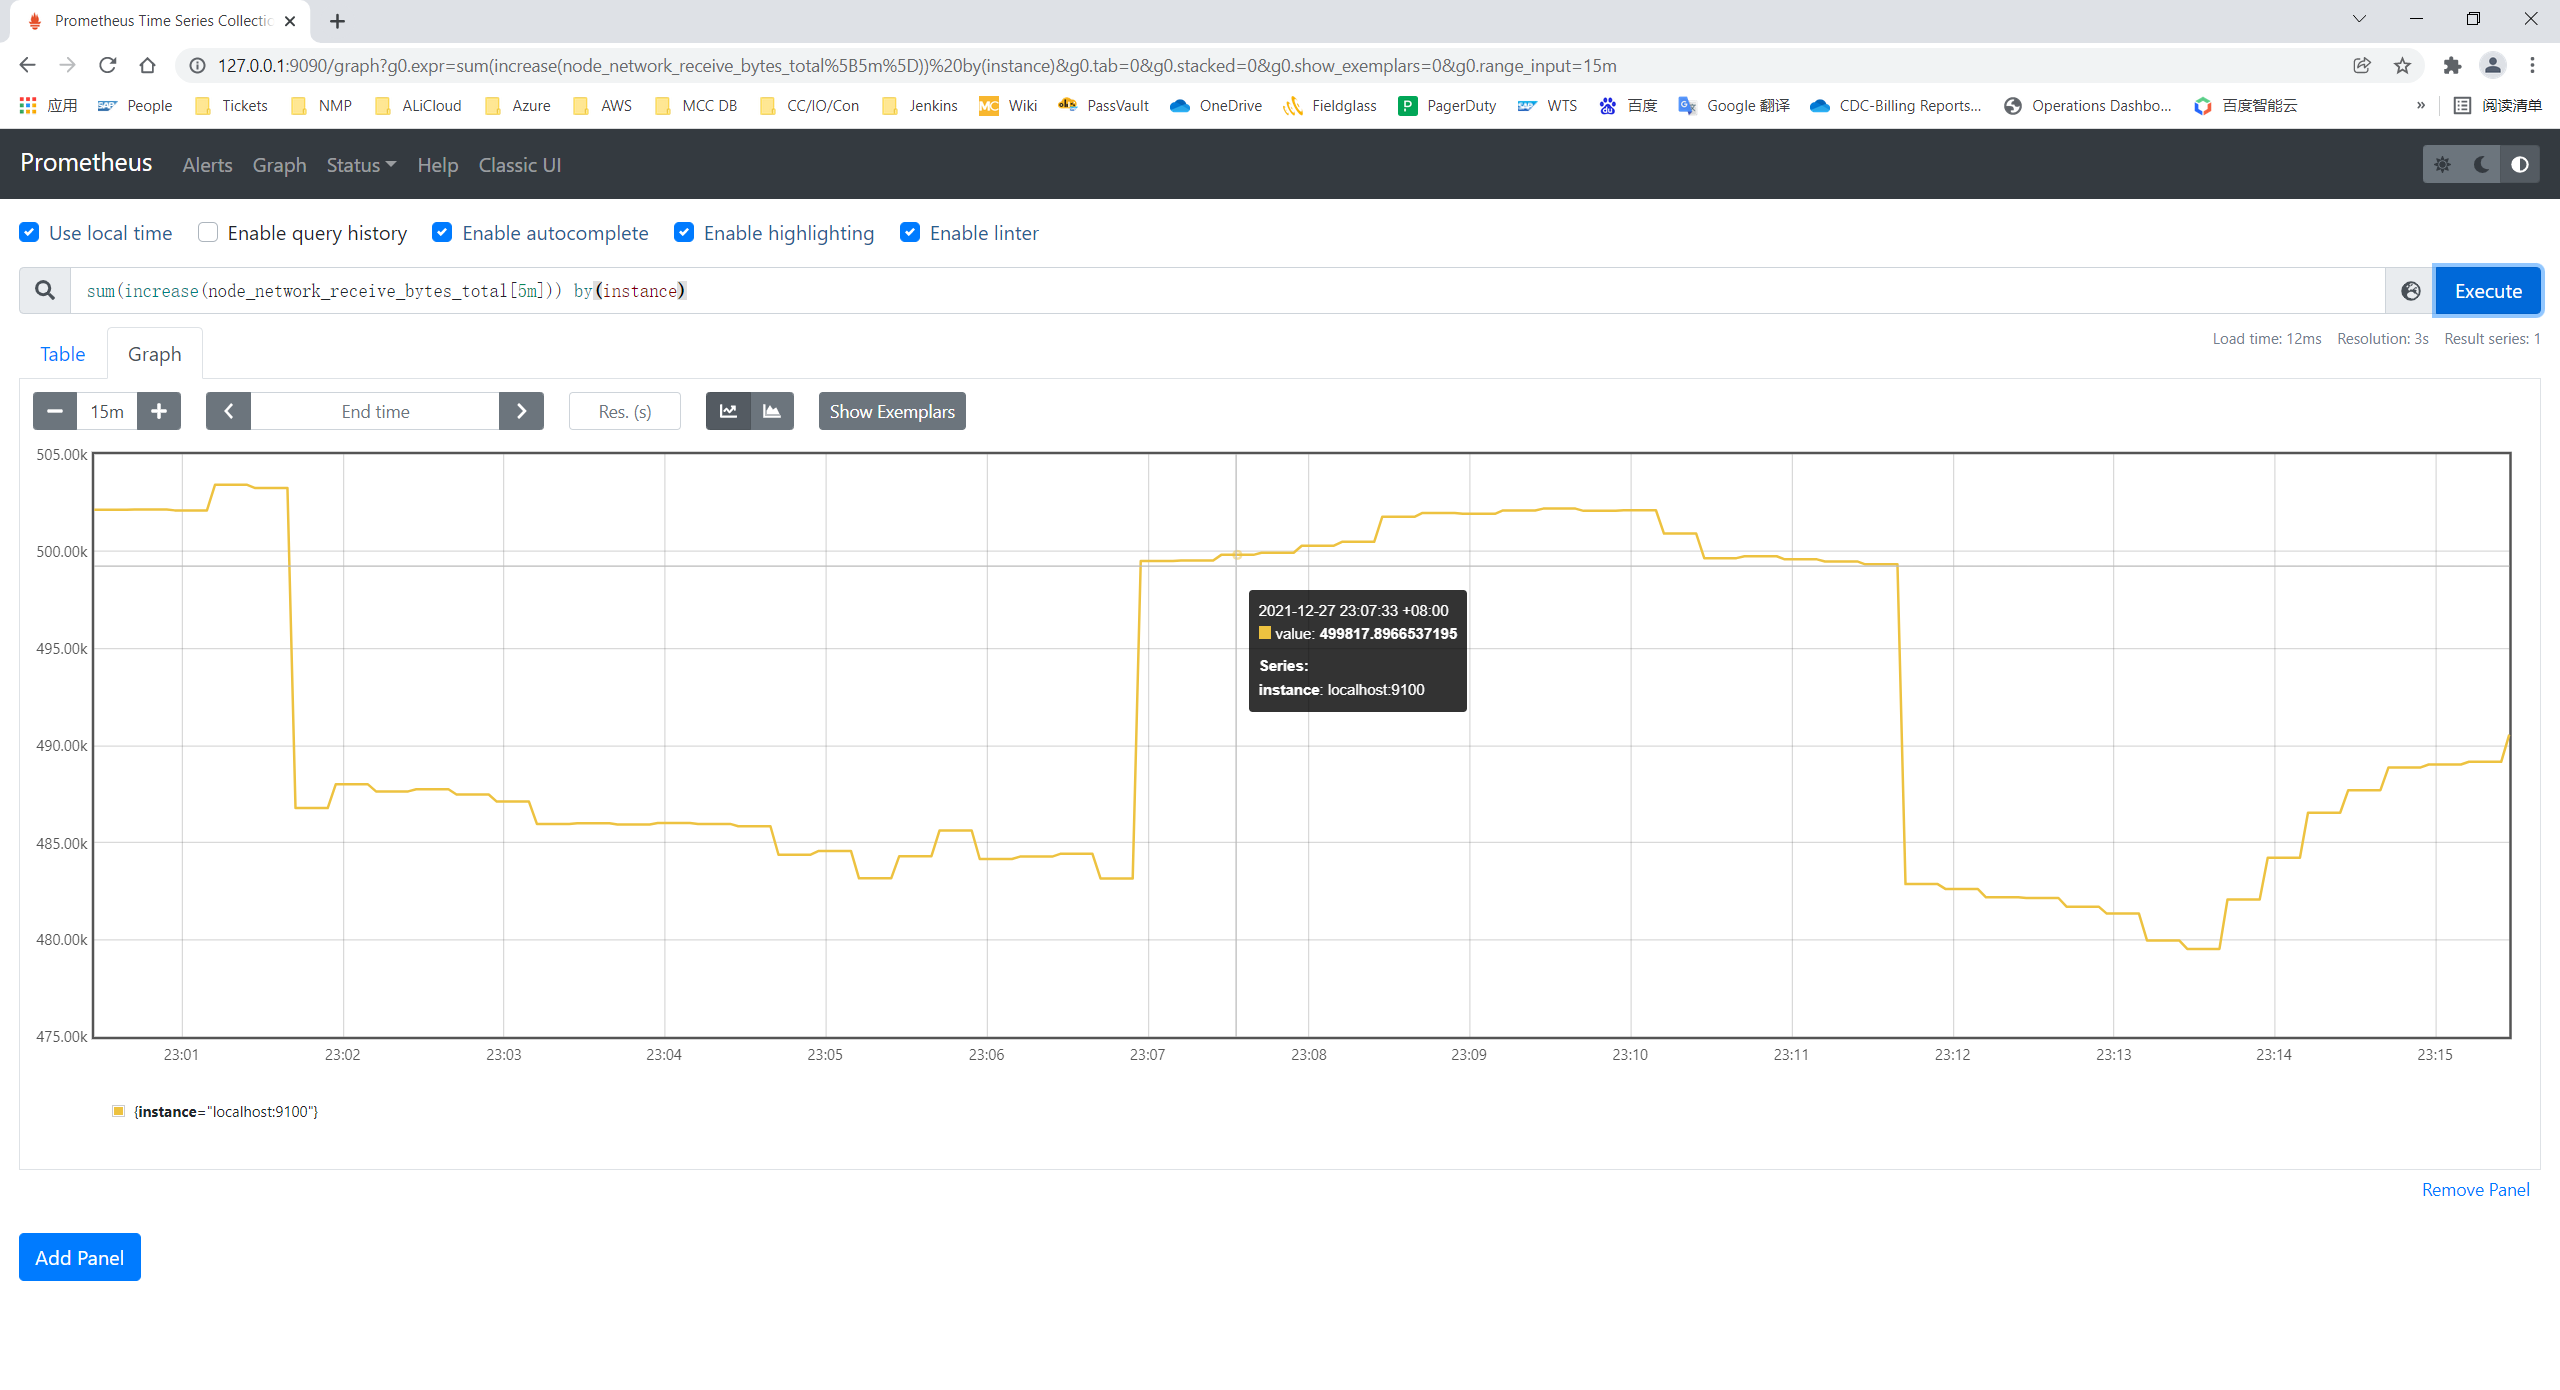 Prometheus Time Series Collectic
127.0.0.1:9090/graph?g0.expr=sum(increase(node_network_receive_bytes_total%5B5m%5D))%20by(instance)&g0.tab=0&g0.stacked=0&g0.show_exemplars=0&g0.range_input=15m
应用 People Tickets NMP ALiCloud Azure AWS MCC DB CC/IO/Con Jenkins MC Wiki PassVault OneDrive Fieldglass P PagerDuty WTS 百度 Google 翻译 CDC-Billing Reports... Operations Dashbo... 百度智能云 » 阅读清单
Prometheus Alerts Graph Status Help Classic UI
Use local time Enable query history Enable autocomplete Enable highlighting Enable linter
sum(increase(node_network_receive_bytes_total[5m])) by(instance) Execute
Load time: 12ms Resolution: 3s Result series: 1
Table Graph
15m End time Res. (s) Show Exemplars
505.00k
500.00k
495.00k
490.00k
485.00k
480.00k
475.00k
2021-12-27 23:07:33 +08:00
value: 499817.8966537195
Series:
instance: localhost:9100
23:01 23:02 23:03 23:04 23:05 23:06 23:07 23:08 23:09 23:10 23:11 23:12 23:13 23:14 23:15
{instance="localhost:9100"}
Remove Panel
Add Panel